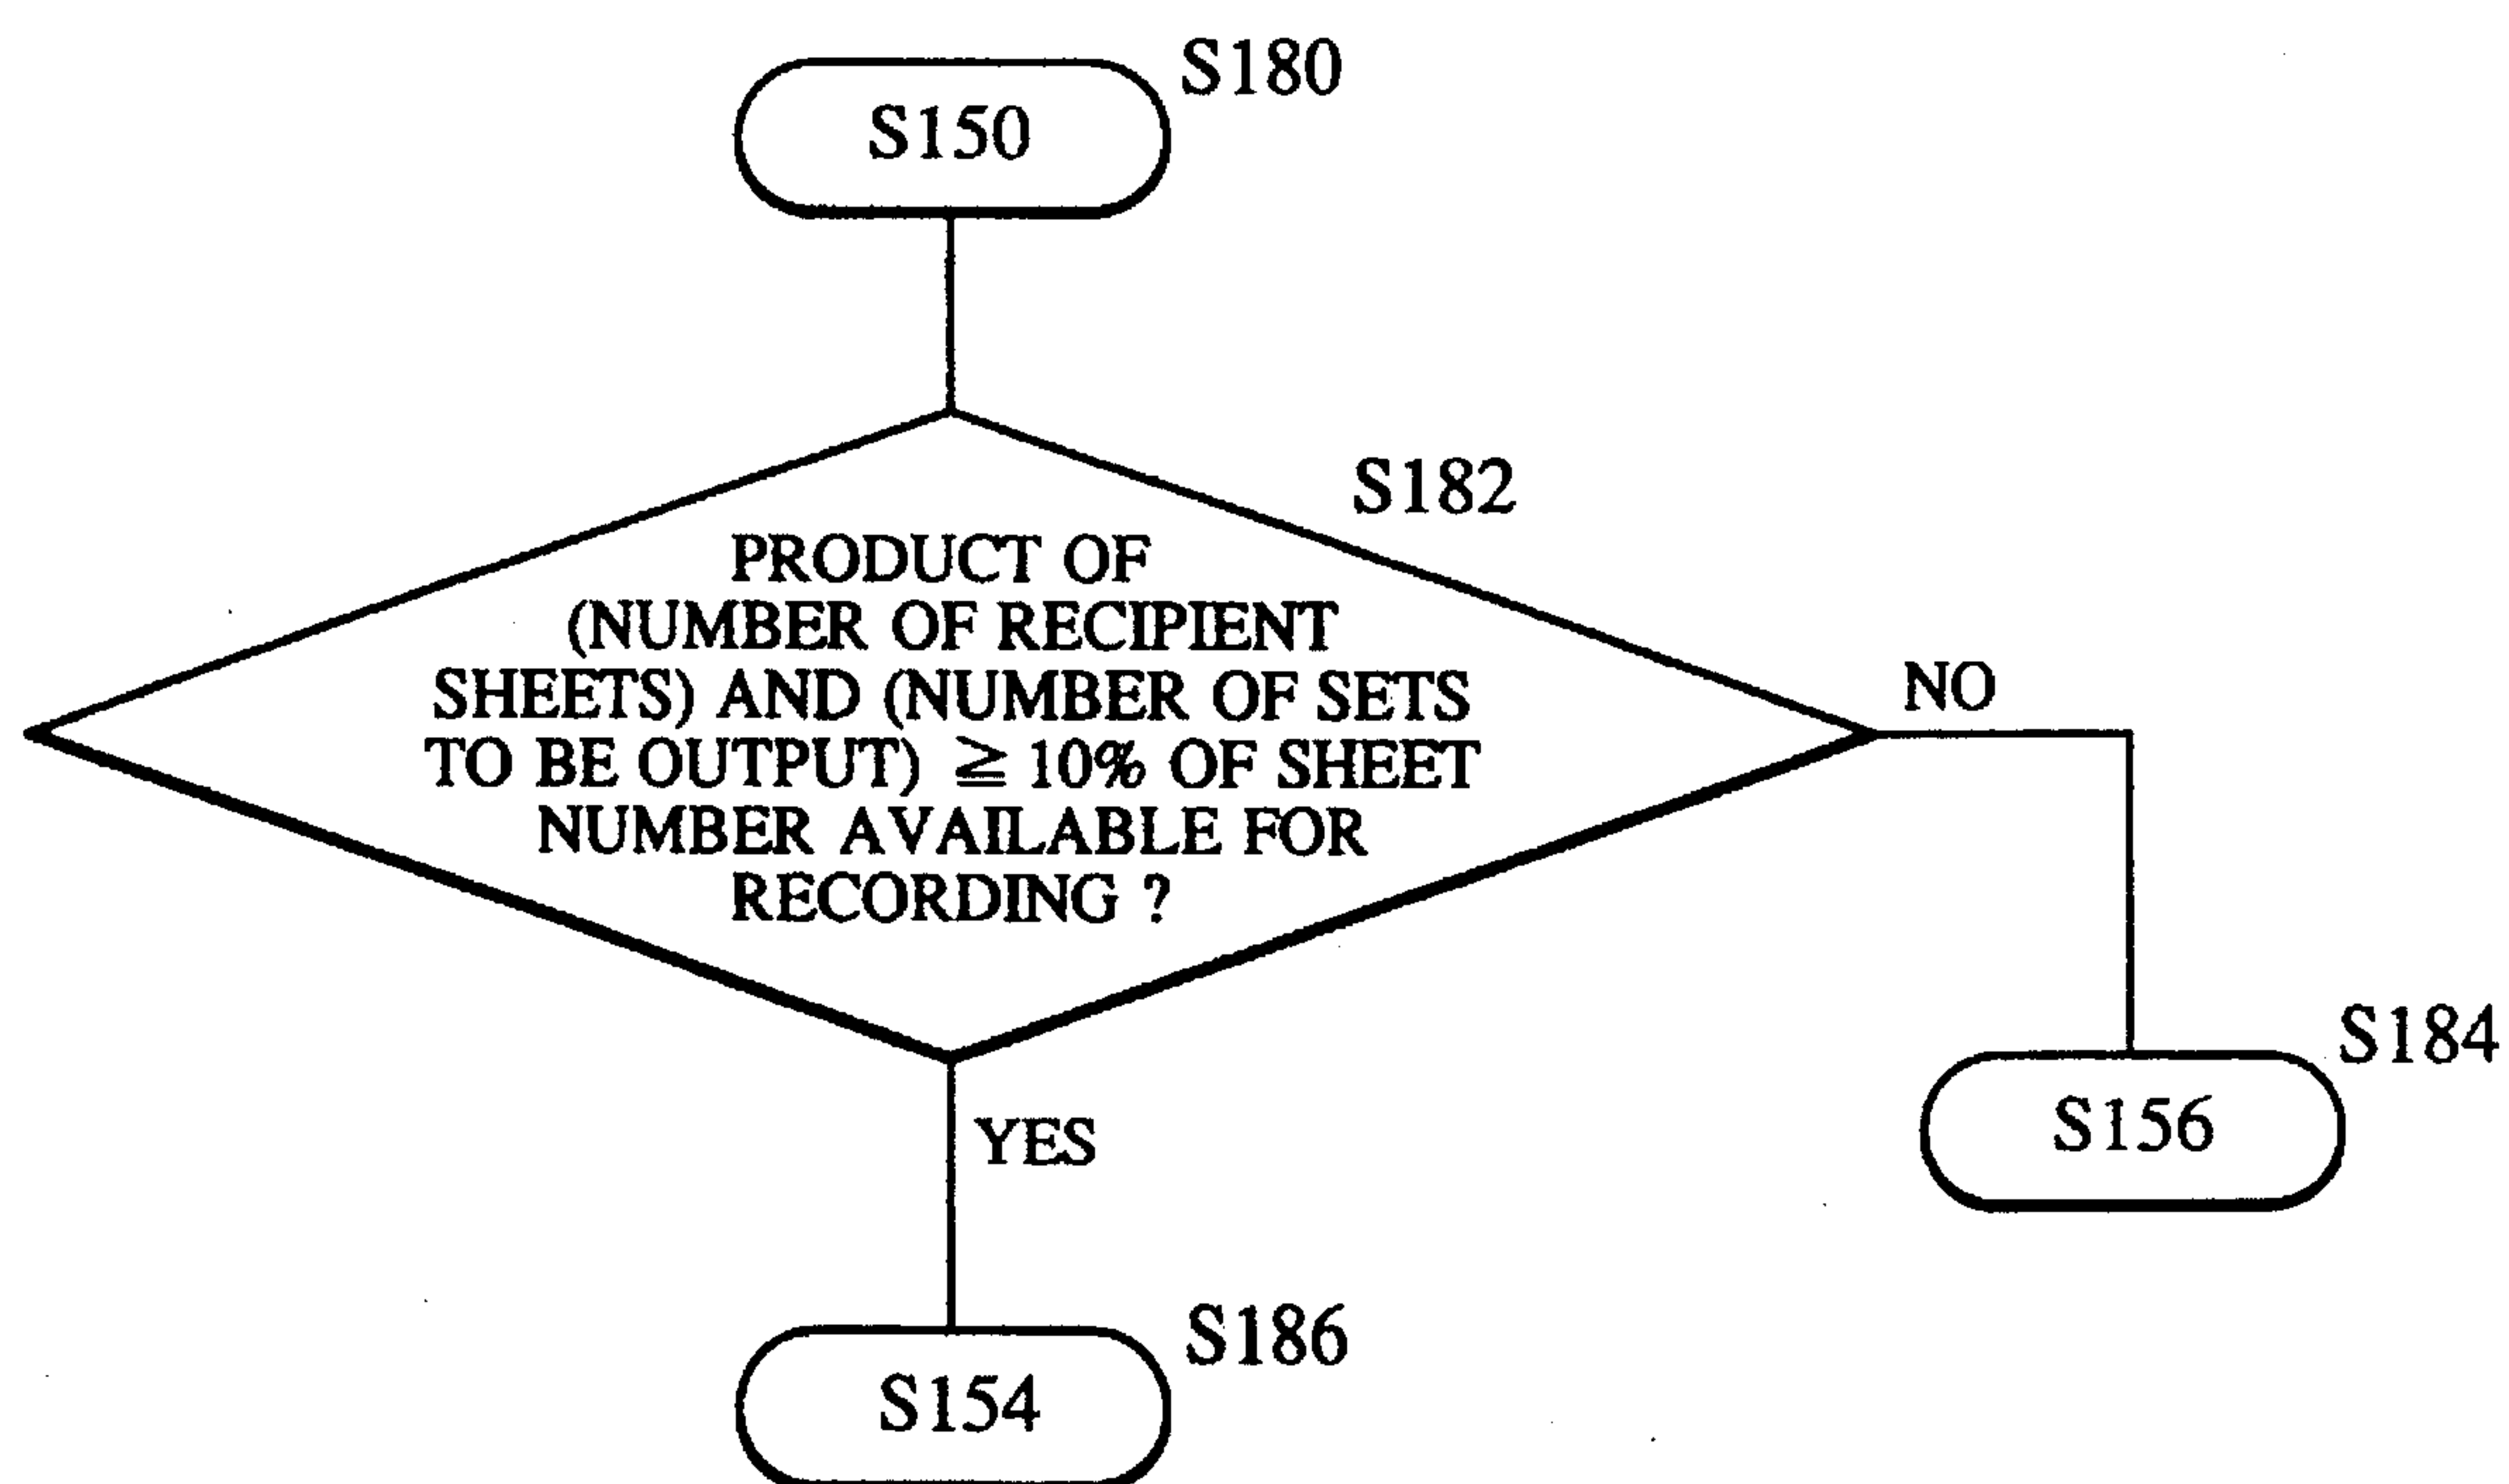 S180
S150
S182
PRODUCT OF
(NUMBER OF RECIPIENT
SHEETS) AND (NUMBER OF SETS
TO BE OUTPUT) ≧ 10% OF SHEET
NUMBER AVAILABLE FOR
RECORDING ?
NO
YES
S184
S156
S186
S154